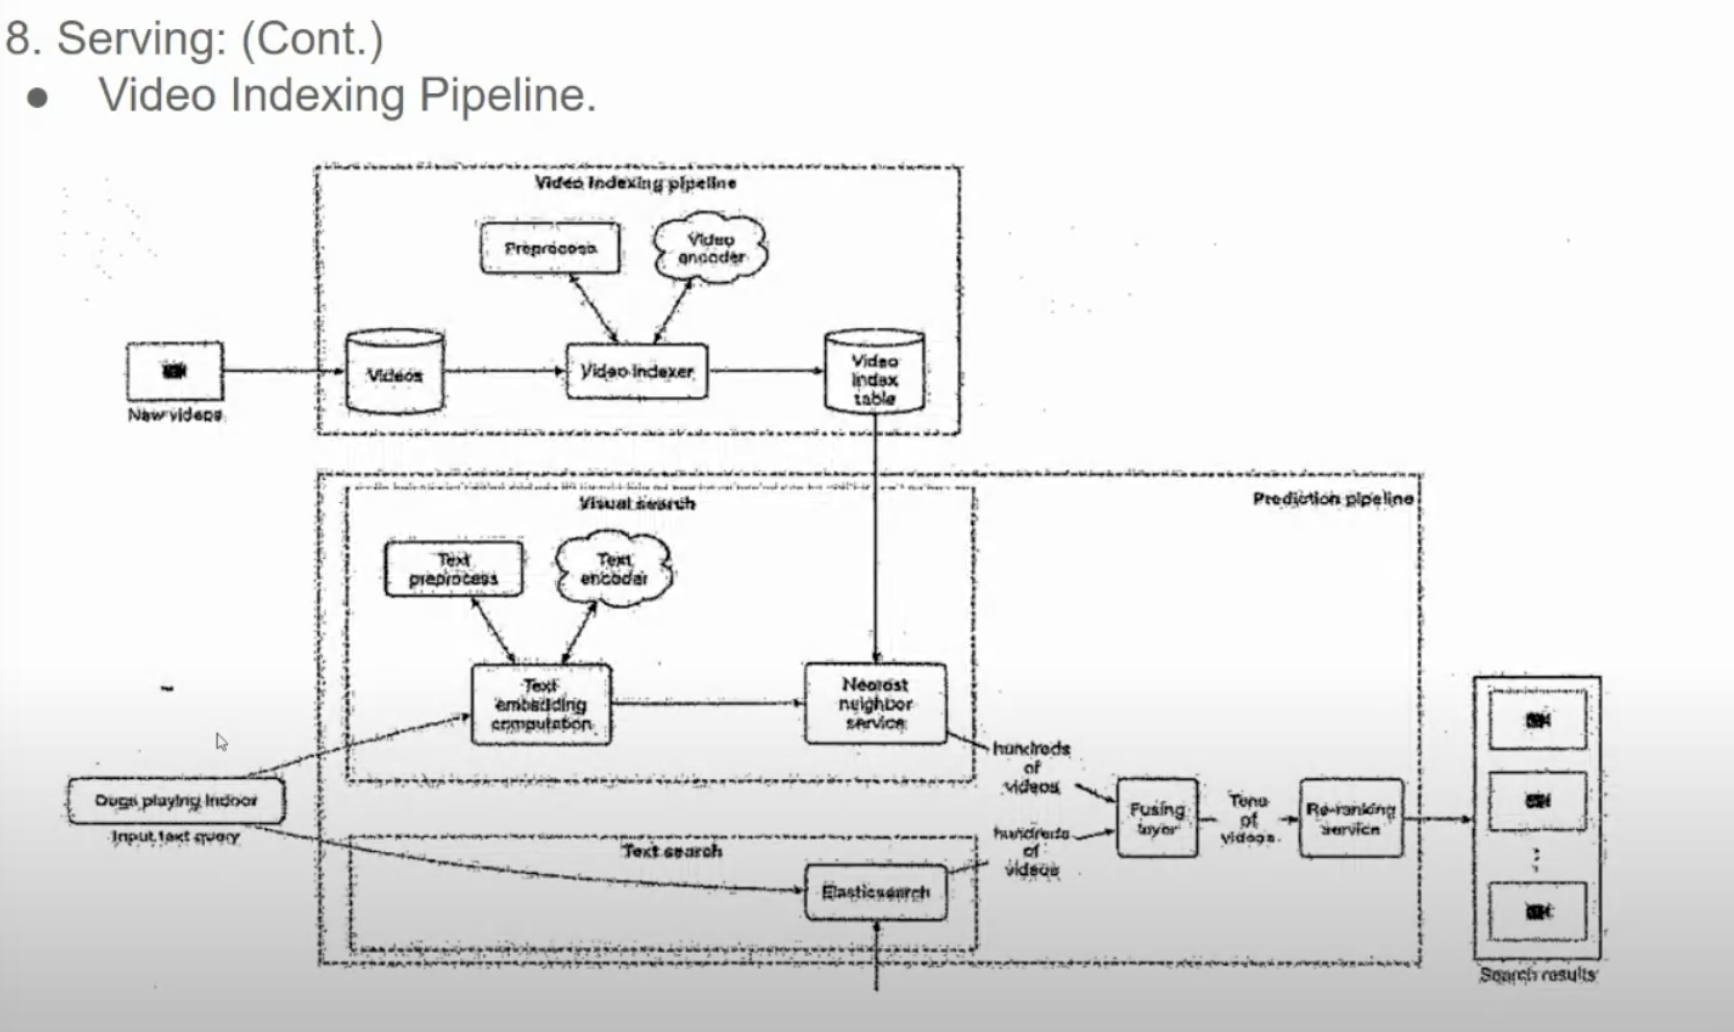 8. Serving: (Cont.)
● Video Indexing Pipeline.
Video indexing pipeline
Preprocess
Video
encoder
New videos
Videos
Video indexer
Video
index
table
Prediction pipeline
Visual search
Text
preprocess
Text
encoder
Text
embedding
computation
Nearest
neighbor
service
Dogs playing indoor
Input text query
hundreds
of
videos
hundreds
of
videos
Fusing
layer
Tens
of
videos
Re-ranking
service
Text search
Elasticsearch
Search results